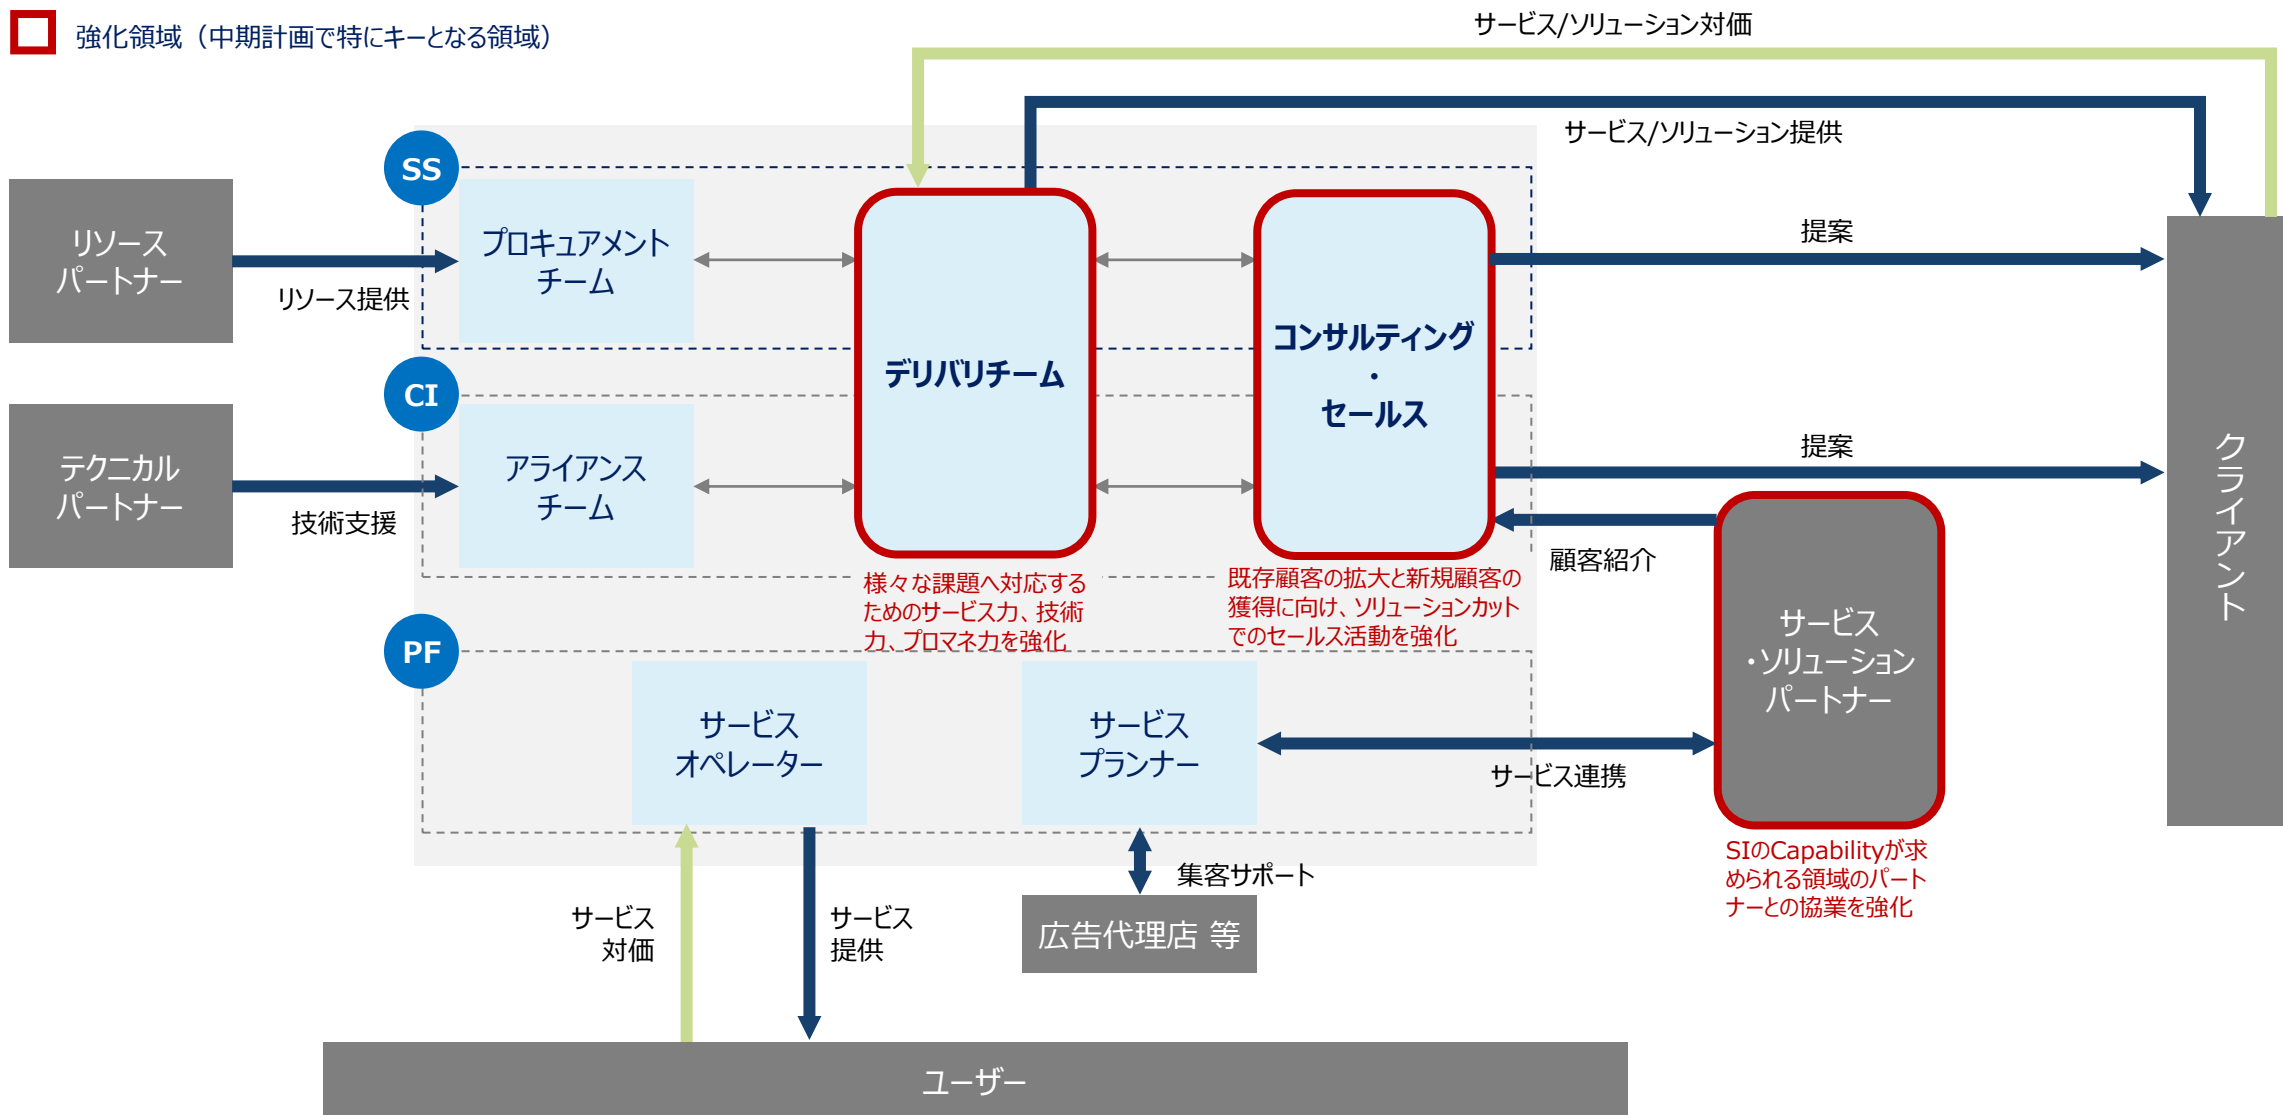 強化領域（中期計画で特にキーとなる領域）
サービス/ソリューション対価
サービス/ソリューション提供
SS
リソース
パートナー
リソース提供
プロキュアメント
チーム
デリバリチーム
コンサルティング
・
セールス
提案
CI
テクニカル
パートナー
技術支援
アライアンス
チーム
提案
顧客紹介
クライアント
様々な課題へ対応する
ためのサービス力、技術
力、プロマネ力を強化
既存顧客の拡大と新規顧客の
獲得に向け、ソリューションカット
でのセールス活動を強化
PF
サービス
オペレーター
サービス
プランナー
サービス連携
サービス
・ソリューション
パートナー
SIのCapabilityが求
められる領域のパート
ナーとの協業を強化
集客サポート
広告代理店 等
サービス
対価
サービス
提供
ユーザー